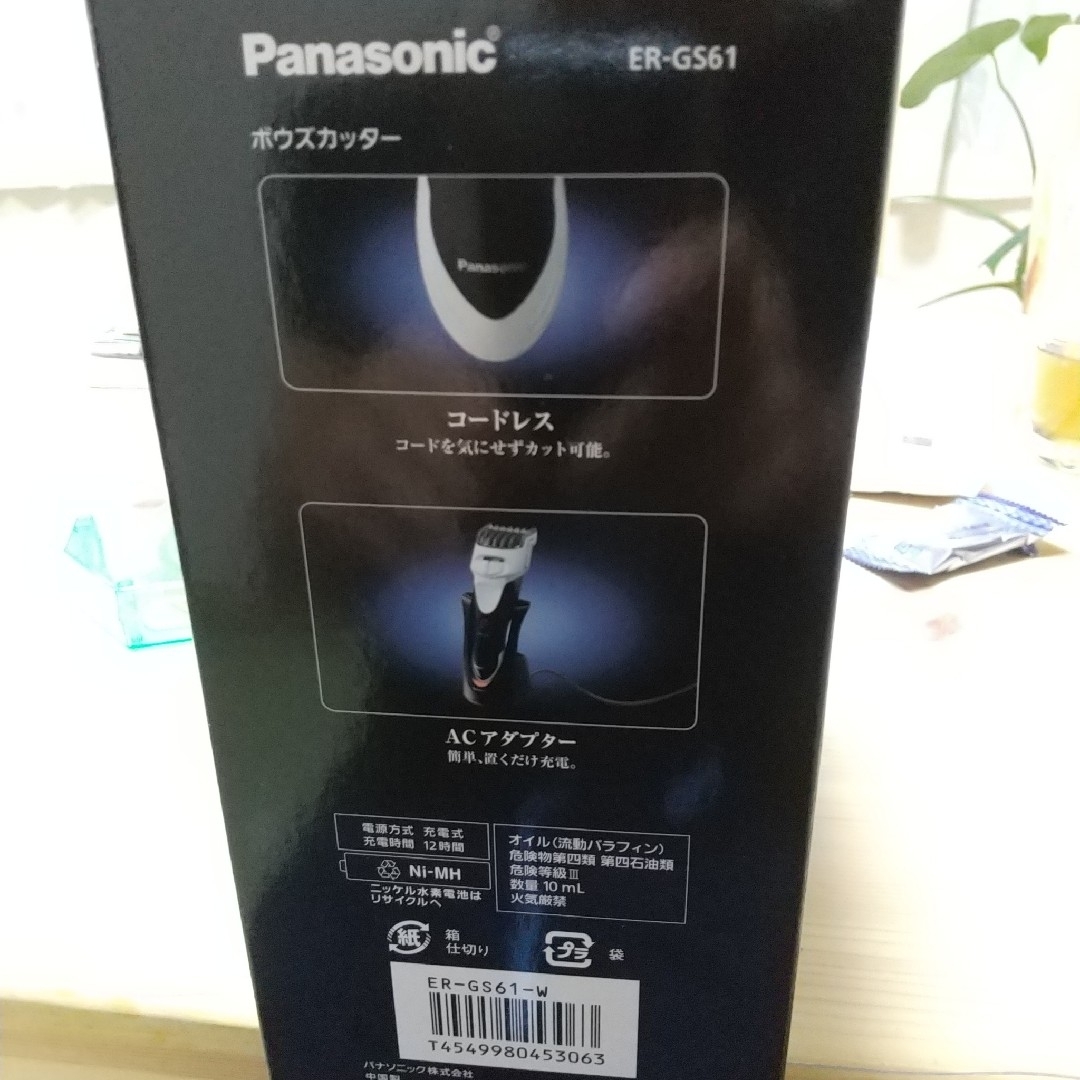 Panasonic®
ER-GS61
ボウズカッター
Panasonic
コードレス
コードを気にせずカット可能。
ACアダプター
簡単、置くだけ充電。
電源方式 充電式
充電時間 12時間
Ni-MH
ニッケル水素電池は
リサイクルへ
オイル(流動パラフィン)
危険物第四類 第四石油類
危険等級Ⅲ
数量 10 mL
火気厳禁
紙
箱
仕切り
プラ
袋
ER-GS61-W
T4549980453063
パナソニック株式会社
中国製